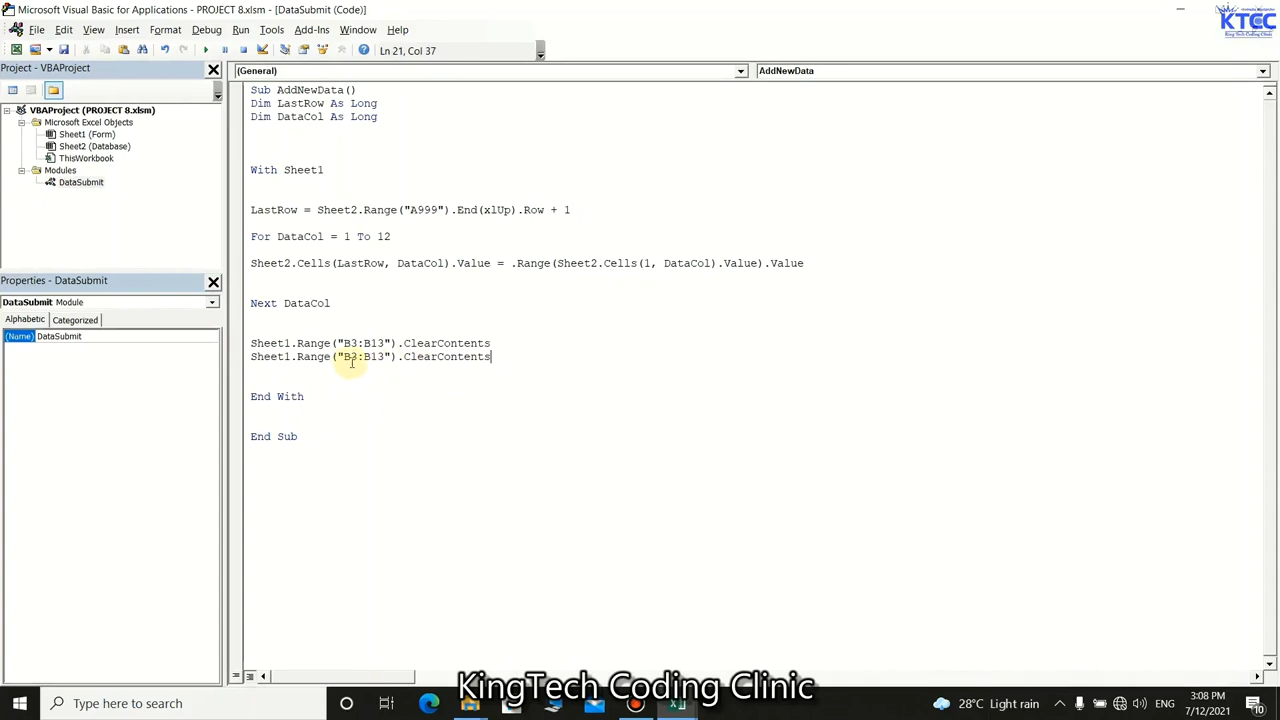 Microsoft Visual Basic for Applications - PROJECT 8.xlsm - [DataSubmit (Code)]
KTCC
King Tech Coding Clinic
File Edit View Insert Format Debug Run Tools Add-Ins Window Help
Ln 21, Col 37
Project - VBAProject
(General)
AddNewData
VBAProject (PROJECT 8.xlsm)
Microsoft Excel Objects
Sheet1 (Form)
Sheet2 (Database)
ThisWorkbook
Modules
DataSubmit
Properties - DataSubmit
DataSubmit Module
Alphabetic Categorized
(Name) DataSubmit
Sub AddNewData()
Dim LastRow As Long
Dim DataCol As Long
With Sheet1
LastRow = Sheet2.Range("A999").End(xlUp).Row + 1
For DataCol = 1 To 12
Sheet2.Cells(LastRow, DataCol).Value = .Range(Sheet2.Cells(1, DataCol).Value).Value
Next DataCol
Sheet1.Range("B3:B13").ClearContents
Sheet1.Range("B3:B13").ClearContents
End With
End Sub
KingTech Coding Clinic
Type here to search
28°C Light rain
ENG
3:08 PM
7/12/2021
10